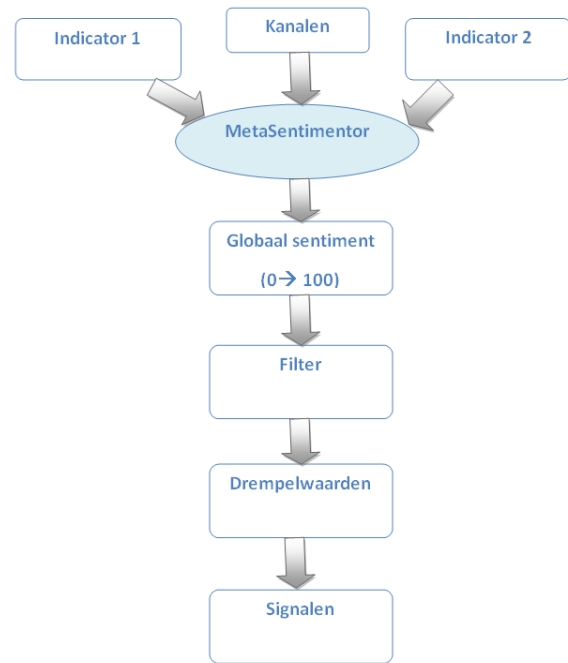 Indicator 1
Kanalen
Indicator 2
MetaSentimentor
Globaal sentiment
(0→ 100)
Filter
Drempelwaarden
Signalen